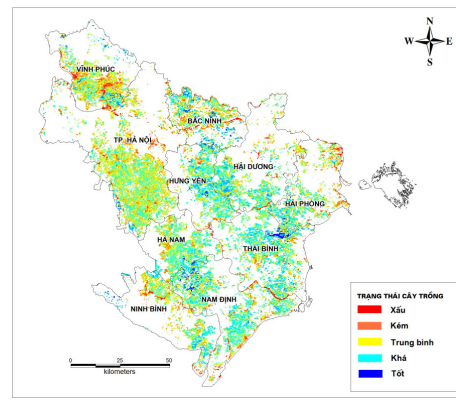 N
W E
S
VĨNH PHÚC
BẮC NINH
TP. HÀ NỘI
HẢI DƯƠNG
HƯNG YÊN
HẢI PHÒNG
HÀ NAM
THÁI BÌNH
NAM ĐỊNH
NINH BÌNH
TRẠNG THÁI CÂY TRỒNG
Xấu
Kém
Trung bình
Khá
Tốt
0 25 50
kilometers